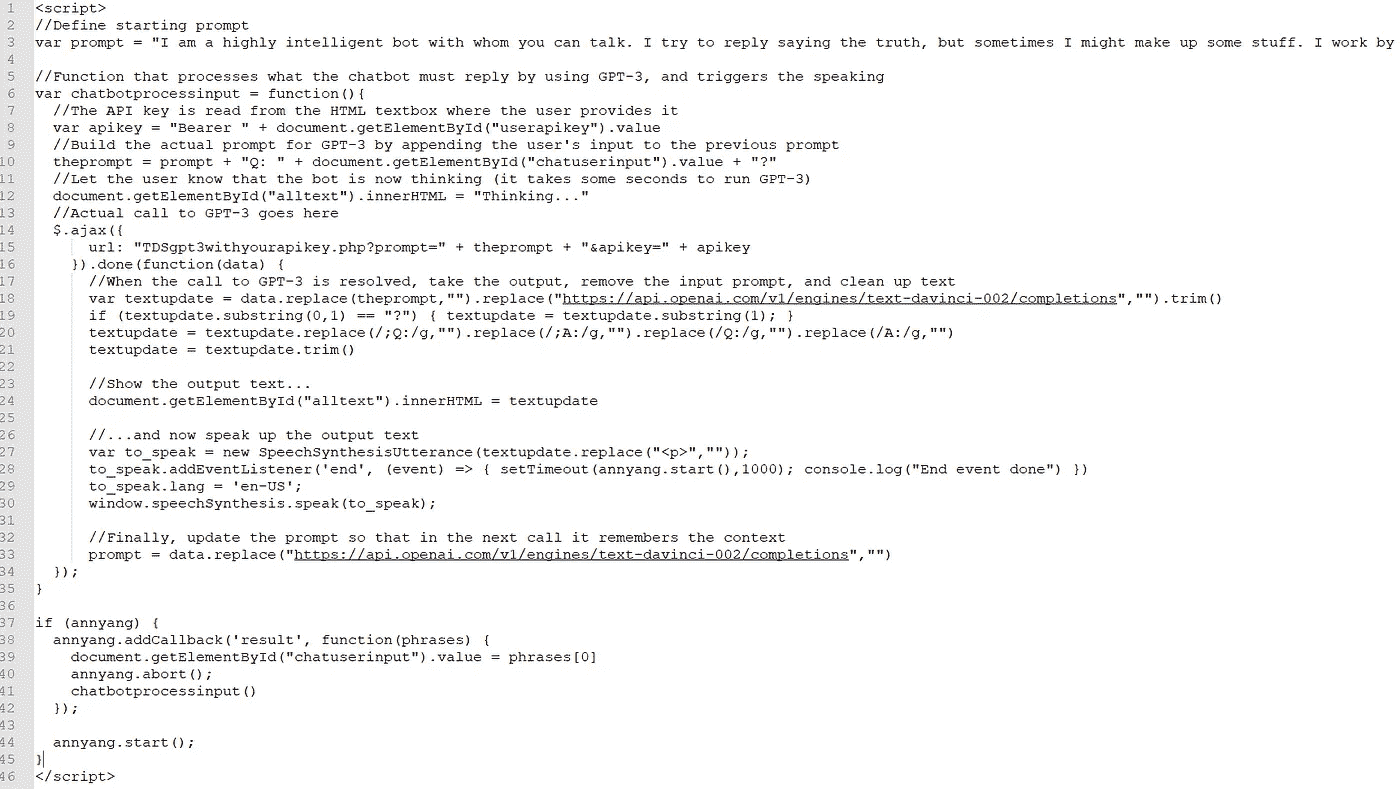 1 <script>
2 //Define starting prompt
3 var prompt = "I am a highly intelligent bot with whom you can talk. I try to reply saying the truth, but sometimes I might make up some stuff. I work by
4
5 //Function that processes what the chatbot must reply by using GPT-3, and triggers the speaking
6 var chatbotprocessinput = function(){
7   //The API key is read from the HTML textbox where the user provides it
8   var apikey = "Bearer " + document.getElementById("userapikey").value
9   //Build the actual prompt for GPT-3 by appending the user's input to the previous prompt
10   theprompt = prompt + "Q: " + document.getElementById("chatuserinput").value + "?"
11   //Let the user know that the bot is now thinking (it takes some seconds to run GPT-3)
12   document.getElementById("alltext").innerHTML = "Thinking..."
13   //Actual call to GPT-3 goes here
14   $.ajax({
15       url: "TDSgpt3withyourapikey.php?prompt=" + theprompt + "&apikey=" + apikey
16     }).done(function(data) {
17       //When the call to GPT-3 is resolved, take the output, remove the input prompt, and clean up text
18       var textupdate = data.replace(theprompt,"").replace("https://api.openai.com/v1/engines/text-davinci-002/completions","").trim()
19       if (textupdate.substring(0,1) == "?") { textupdate = textupdate.substring(1); }
20       textupdate = textupdate.replace(/;Q:/g,"").replace(/;A:/g,"").replace(/Q:/g,"").replace(/A:/g,"")
21       textupdate = textupdate.trim()
22
23       //Show the output text...
24       document.getElementById("alltext").innerHTML = textupdate
25
26       //...and now speak up the output text
27       var to_speak = new SpeechSynthesisUtterance(textupdate.replace("<p>",""));
28       to_speak.addEventListener('end', (event) => { setTimeout(annyang.start(),1000); console.log("End event done") })
29       to_speak.lang = 'en-US';
30       window.speechSynthesis.speak(to_speak);
31
32       //Finally, update the prompt so that in the next call it remembers the context
33       prompt = data.replace("https://api.openai.com/v1/engines/text-davinci-002/completions","")
34   });
35 }
36
37 if (annyang) {
38   annyang.addCallback('result', function(phrases) {
39     document.getElementById("chatuserinput").value = phrases[0]
40     annyang.abort();
41     chatbotprocessinput()
42   });
43
44   annyang.start();
45 }
46 </script>